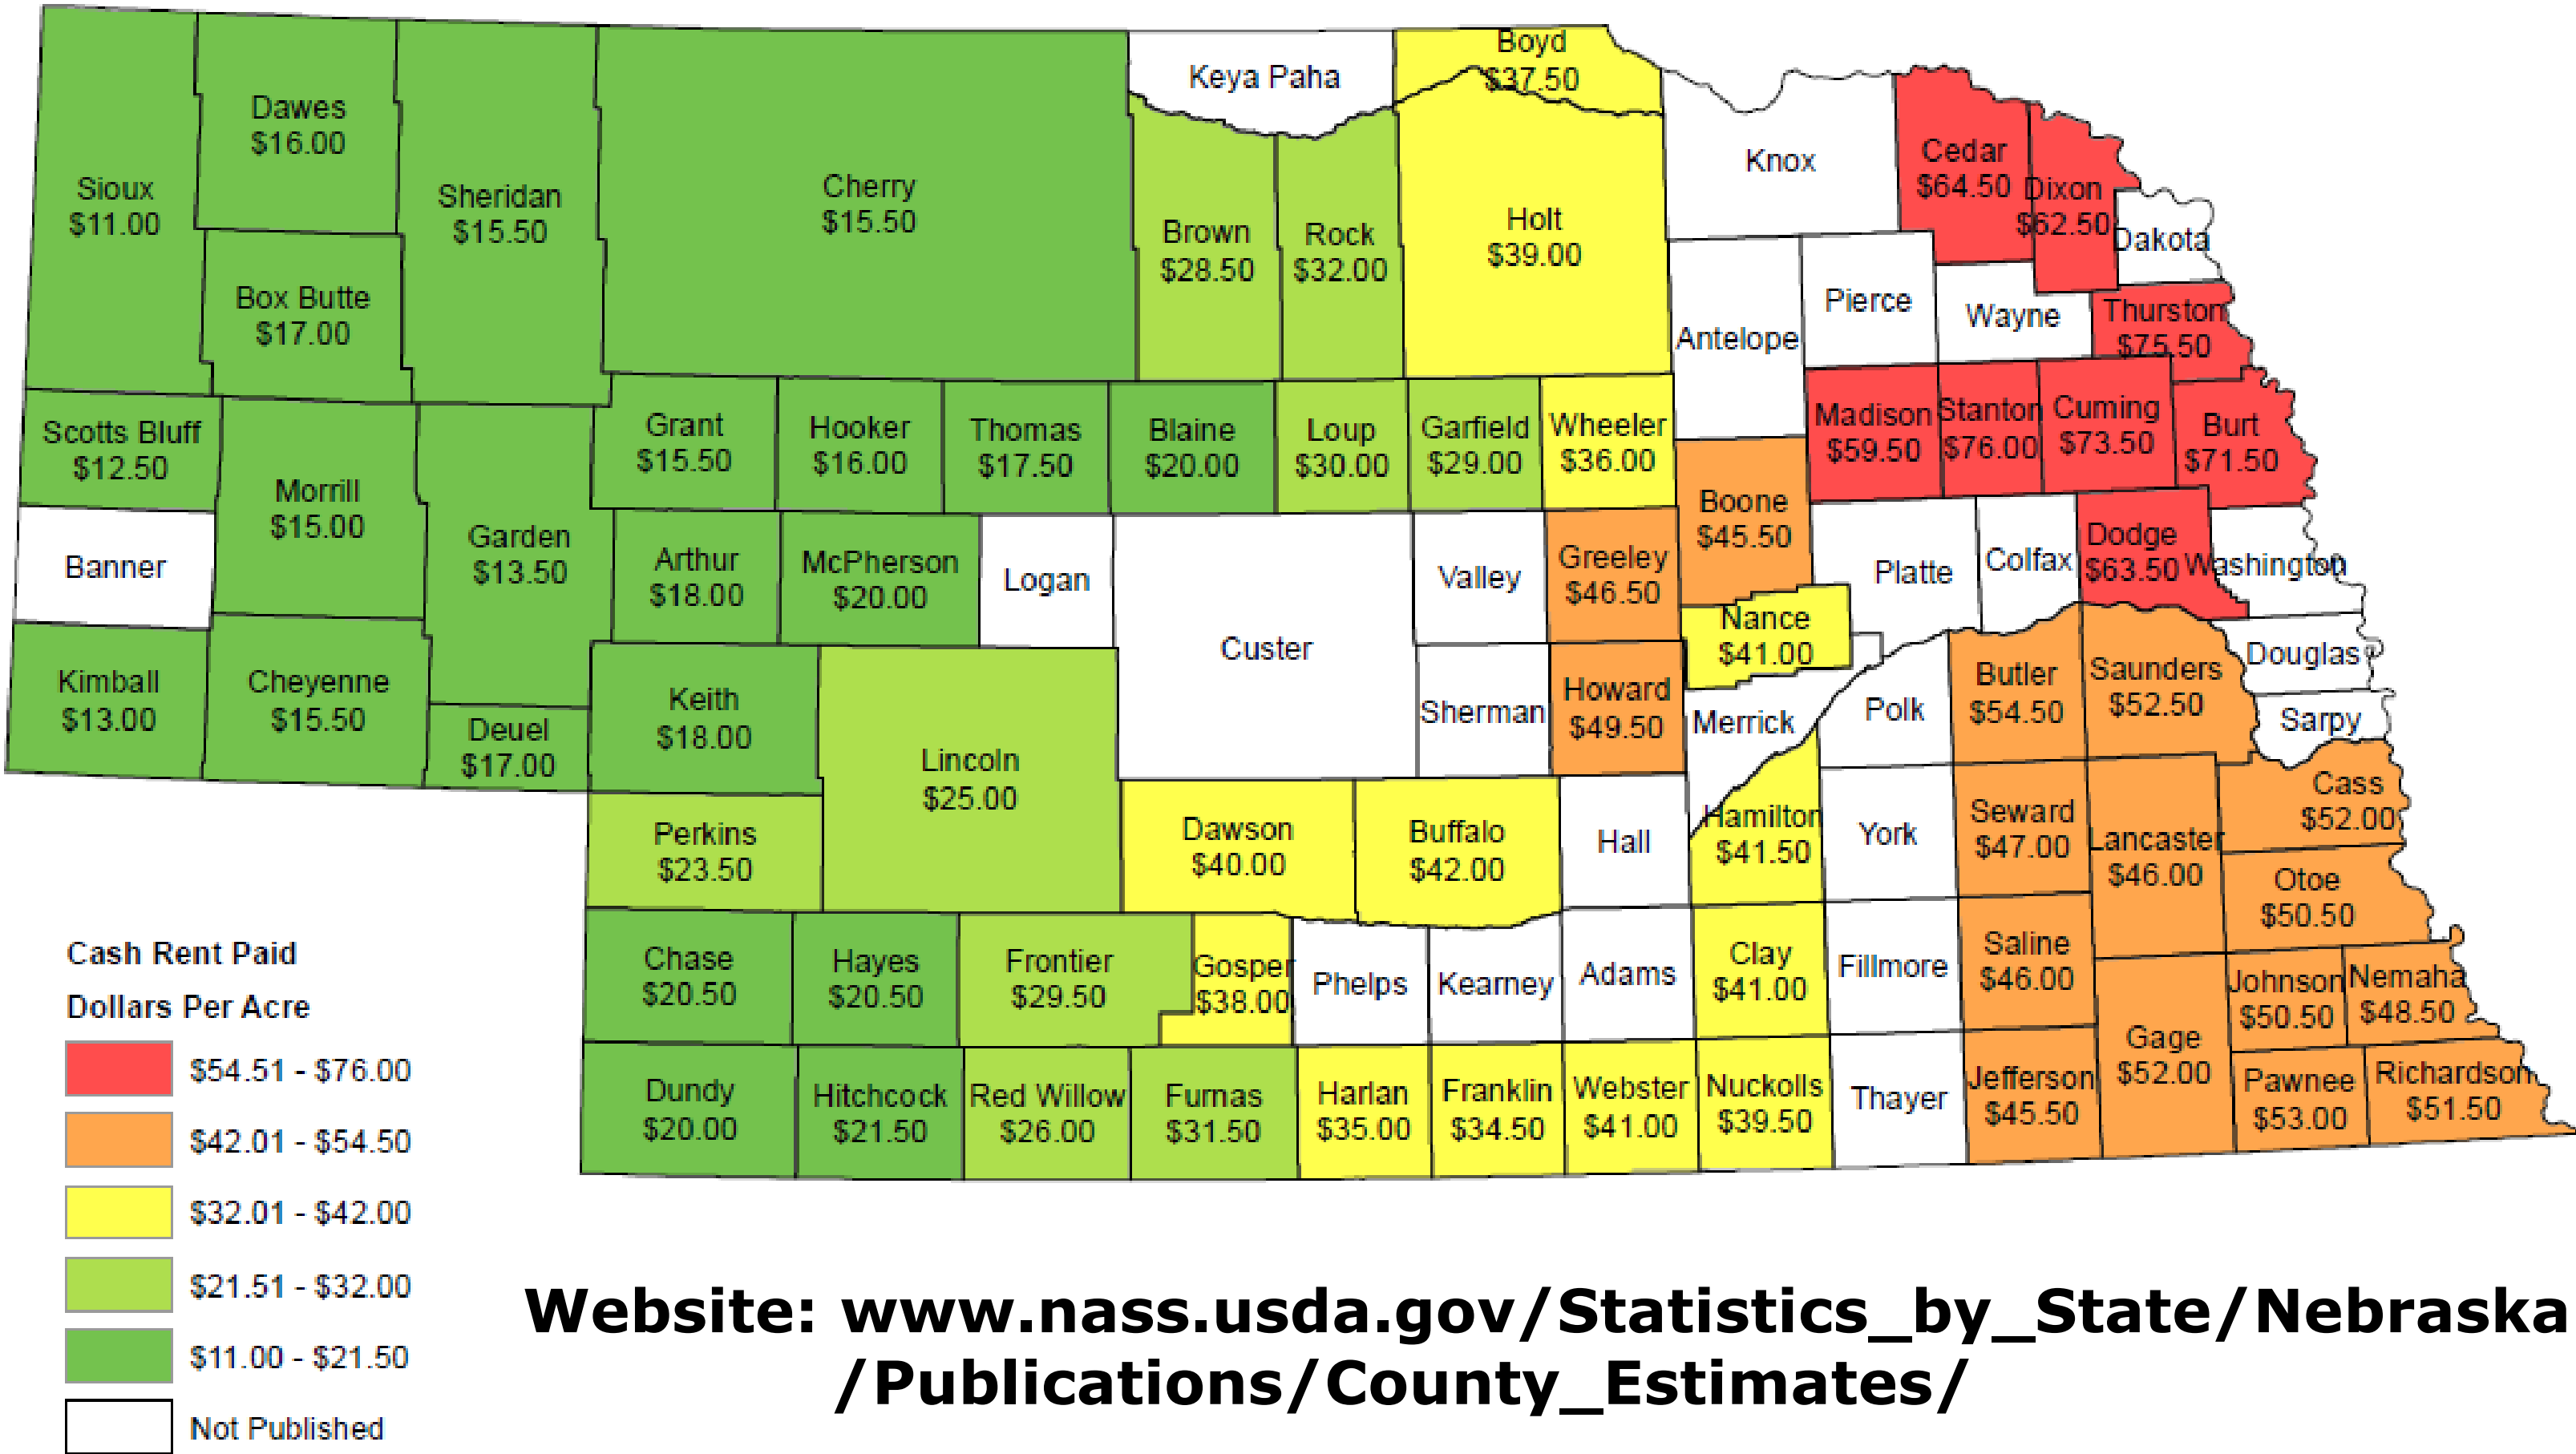 Boyd
$37.50
Keya Paha
Dawes
$16.00
Knox
Cedar
$64.50
Sioux
$11.00
Sheridan
$15.50
Cherry
$15.50
Dixon
$62.50
Brown
$28.50
Rock
$32.00
Holt
$39.00
Dakota
Box Butte
$17.00
Antelope
Pierce
Wayne
Thurston
$75.50
Scotts Bluff
$12.50
Grant
$15.50
Hooker
$16.00
Thomas
$17.50
Blaine
$20.00
Loup
$30.00
Garfield
$29.00
Wheeler
$36.00
Madison
$59.50
Stanton
$76.00
Cuming
$73.50
Burt
$71.50
Morrill
$15.00
Boone
$45.50
Garden
$13.50
Banner
Arthur
$18.00
McPherson
$20.00
Logan
Valley
Greeley
$46.50
Platte
Colfax
Dodge
$63.50
Washington
Custer
Nance
$41.00
Douglas
Kimball
$13.00
Cheyenne
$15.50
Deuel
$17.00
Keith
$18.00
Sherman
Howard
$49.50
Merrick
Polk
Butler
$54.50
Saunders
$52.50
Sarpy
Lincoln
$25.00
Cass
$52.00
Perkins
$23.50
Dawson
$40.00
Buffalo
$42.00
Hall
Hamilton
$41.50
York
Seward
$47.00
Lancaster
$46.00
Otoe
$50.50
Chase
$20.50
Hayes
$20.50
Frontier
$29.50
Gosper
$38.00
Phelps
Kearney
Adams
Clay
$41.00
Fillmore
Saline
$46.00
Johnson
$50.50
Nemaha
$48.50
Gage
$52.00
Dundy
$20.00
Hitchcock
$21.50
Red Willow
$26.00
Furnas
$31.50
Harlan
$35.00
Franklin
$34.50
Webster
$41.00
Nuckolls
$39.50
Thayer
Jefferson
$45.50
Pawnee
$53.00
Richardson
$51.50
Cash Rent Paid
Dollars Per Acre
$54.51 - $76.00
$42.01 - $54.50
$32.01 - $42.00
$21.51 - $32.00
$11.00 - $21.50
Not Published
Website: www.nass.usda.gov/Statistics_by_State/Nebraska
/Publications/County_Estimates/